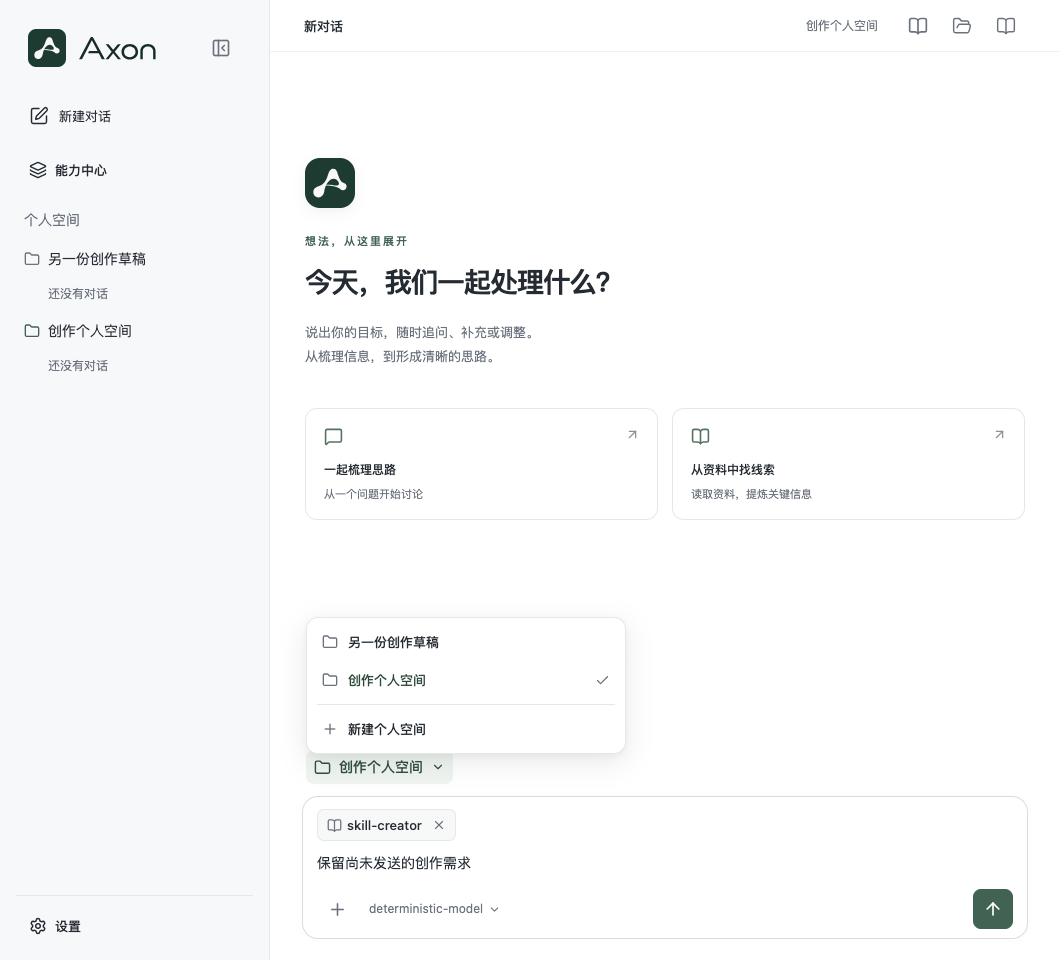 Axon
新建对话
能力中心
个人空间
另一份创作草稿
还没有对话
创作个人空间
还没有对话
设置
新对话
创作个人空间
想法，从这里展开
今天，我们一起处理什么？
说出你的目标，随时追问、补充或调整。
从梳理信息，到形成清晰的思路。
一起梳理思路
从一个问题开始讨论
从资料中找线索
读取资料，提炼关键信息
另一份创作草稿
创作个人空间
新建个人空间
创作个人空间
skill-creator
保留尚未发送的创作需求
deterministic-model